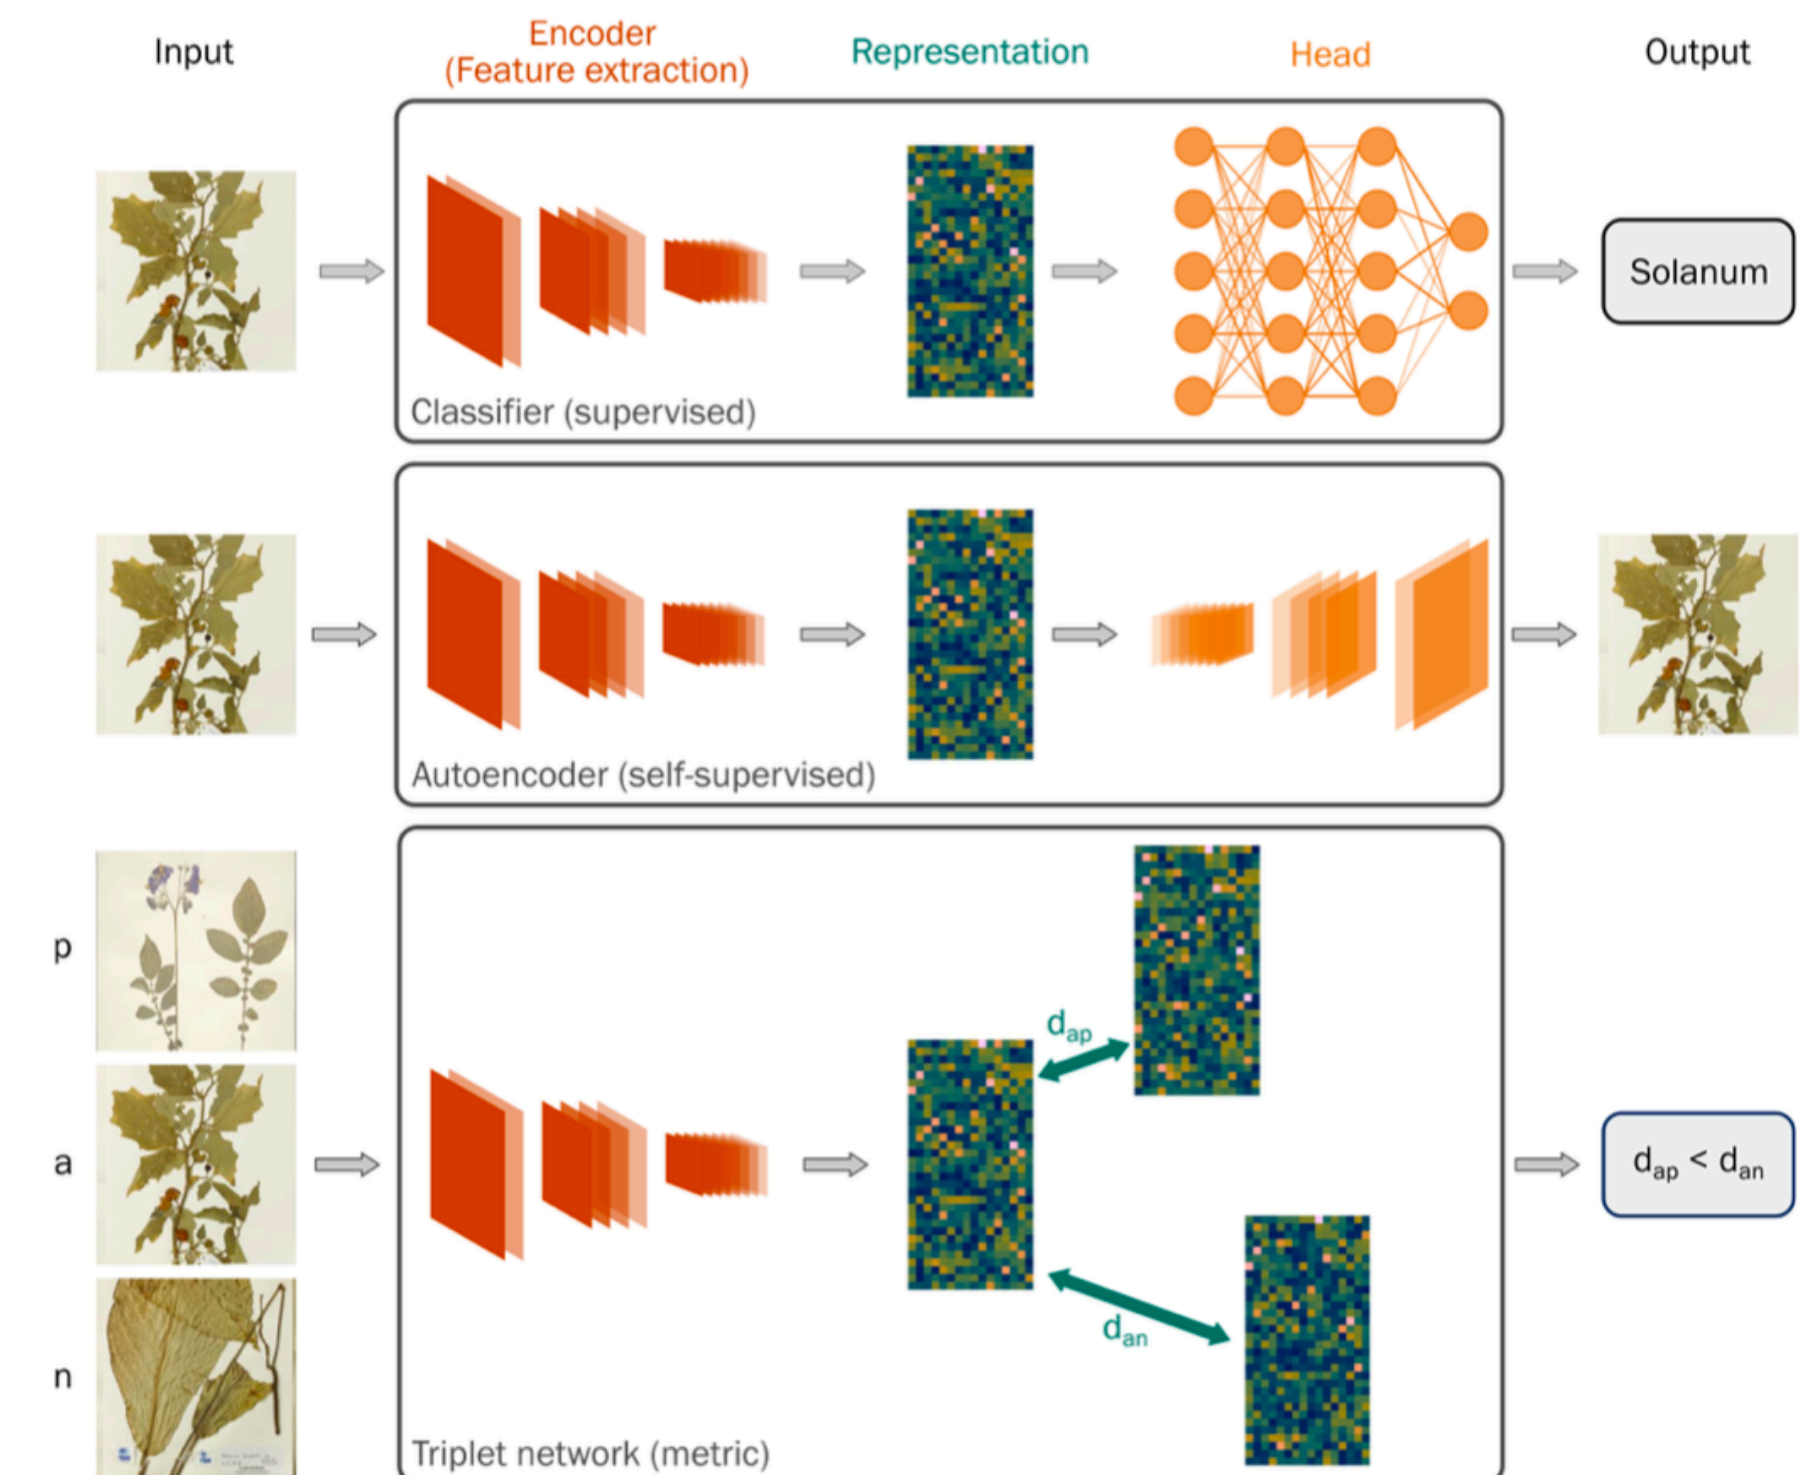 Input
Encoder
(Feature extraction)
Representation
Head
Output
Solanum
Classifier (supervised)
Autoencoder (self-supervised)
p
a
n
dap
dan
dap < dan
Triplet network (metric)